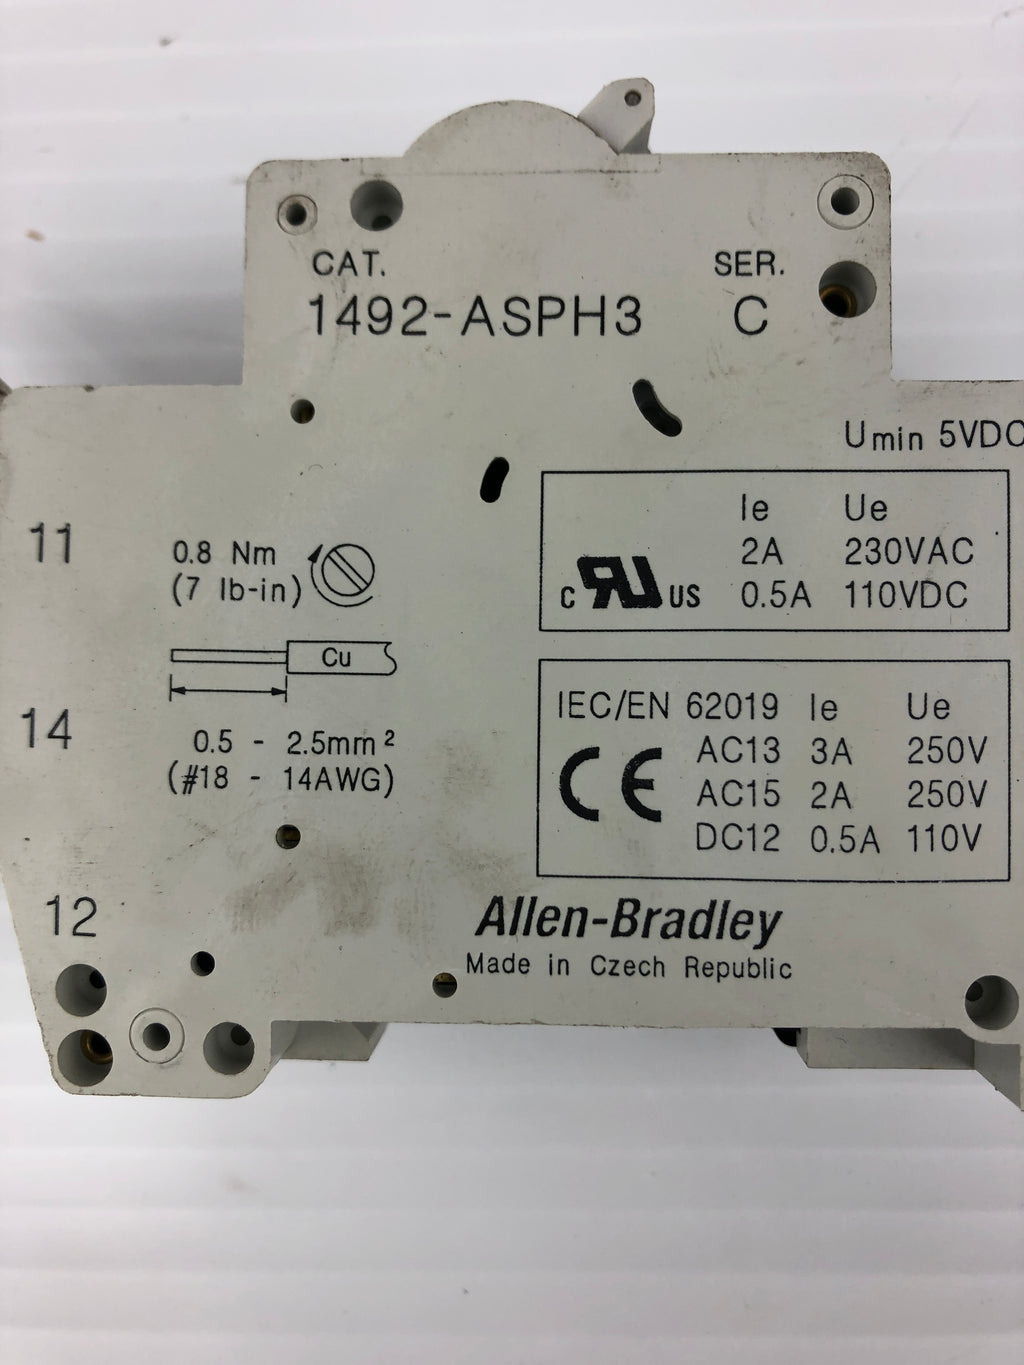 CAT. SER.
1492-ASPH3 C
Umin 5VDC
11
0.8 Nm
(7 lb-in)
Cu
14
0.5 - 2.5mm²
(#18 - 14AWG)
12
Ie Ue
2A 230VAC
c RU US 0.5A 110VDC
IEC/EN 62019 Ie Ue
AC13 3A 250V
CE AC15 2A 250V
DC12 0.5A 110V
Allen-Bradley
Made in Czech Republic